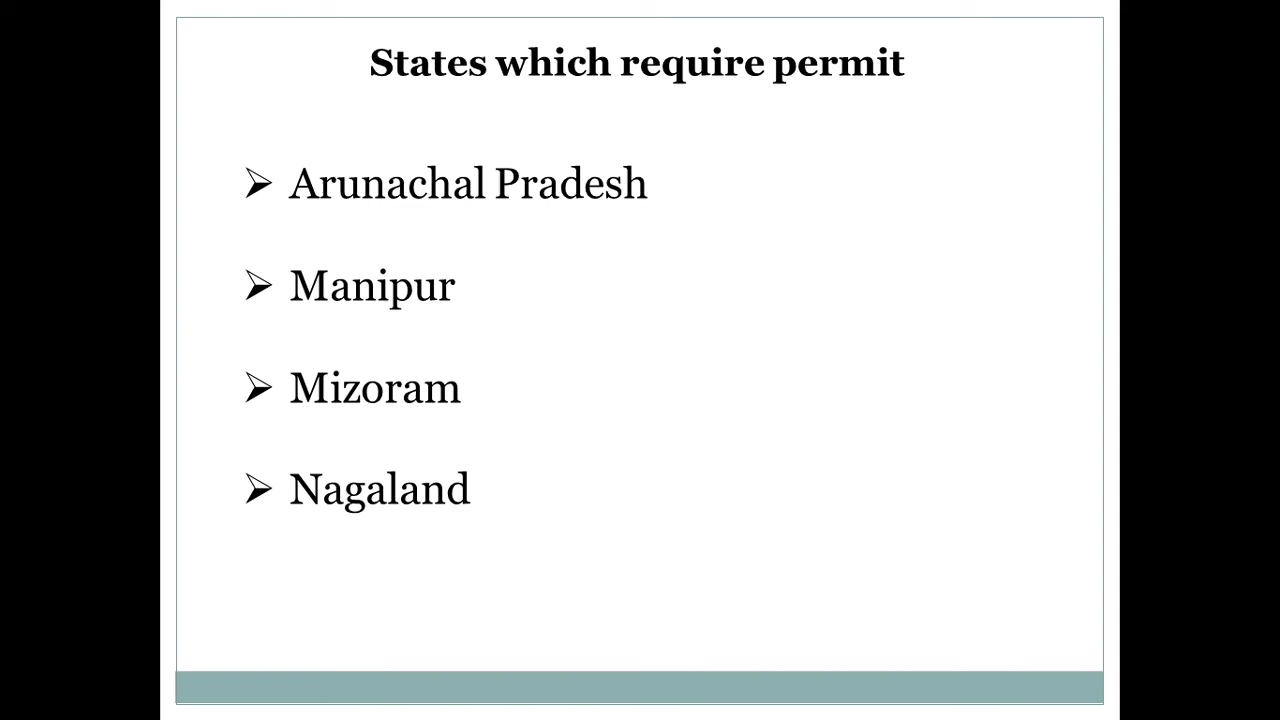 States which require permit
➢ Arunachal Pradesh
➢ Manipur
➢ Mizoram
➢ Nagaland